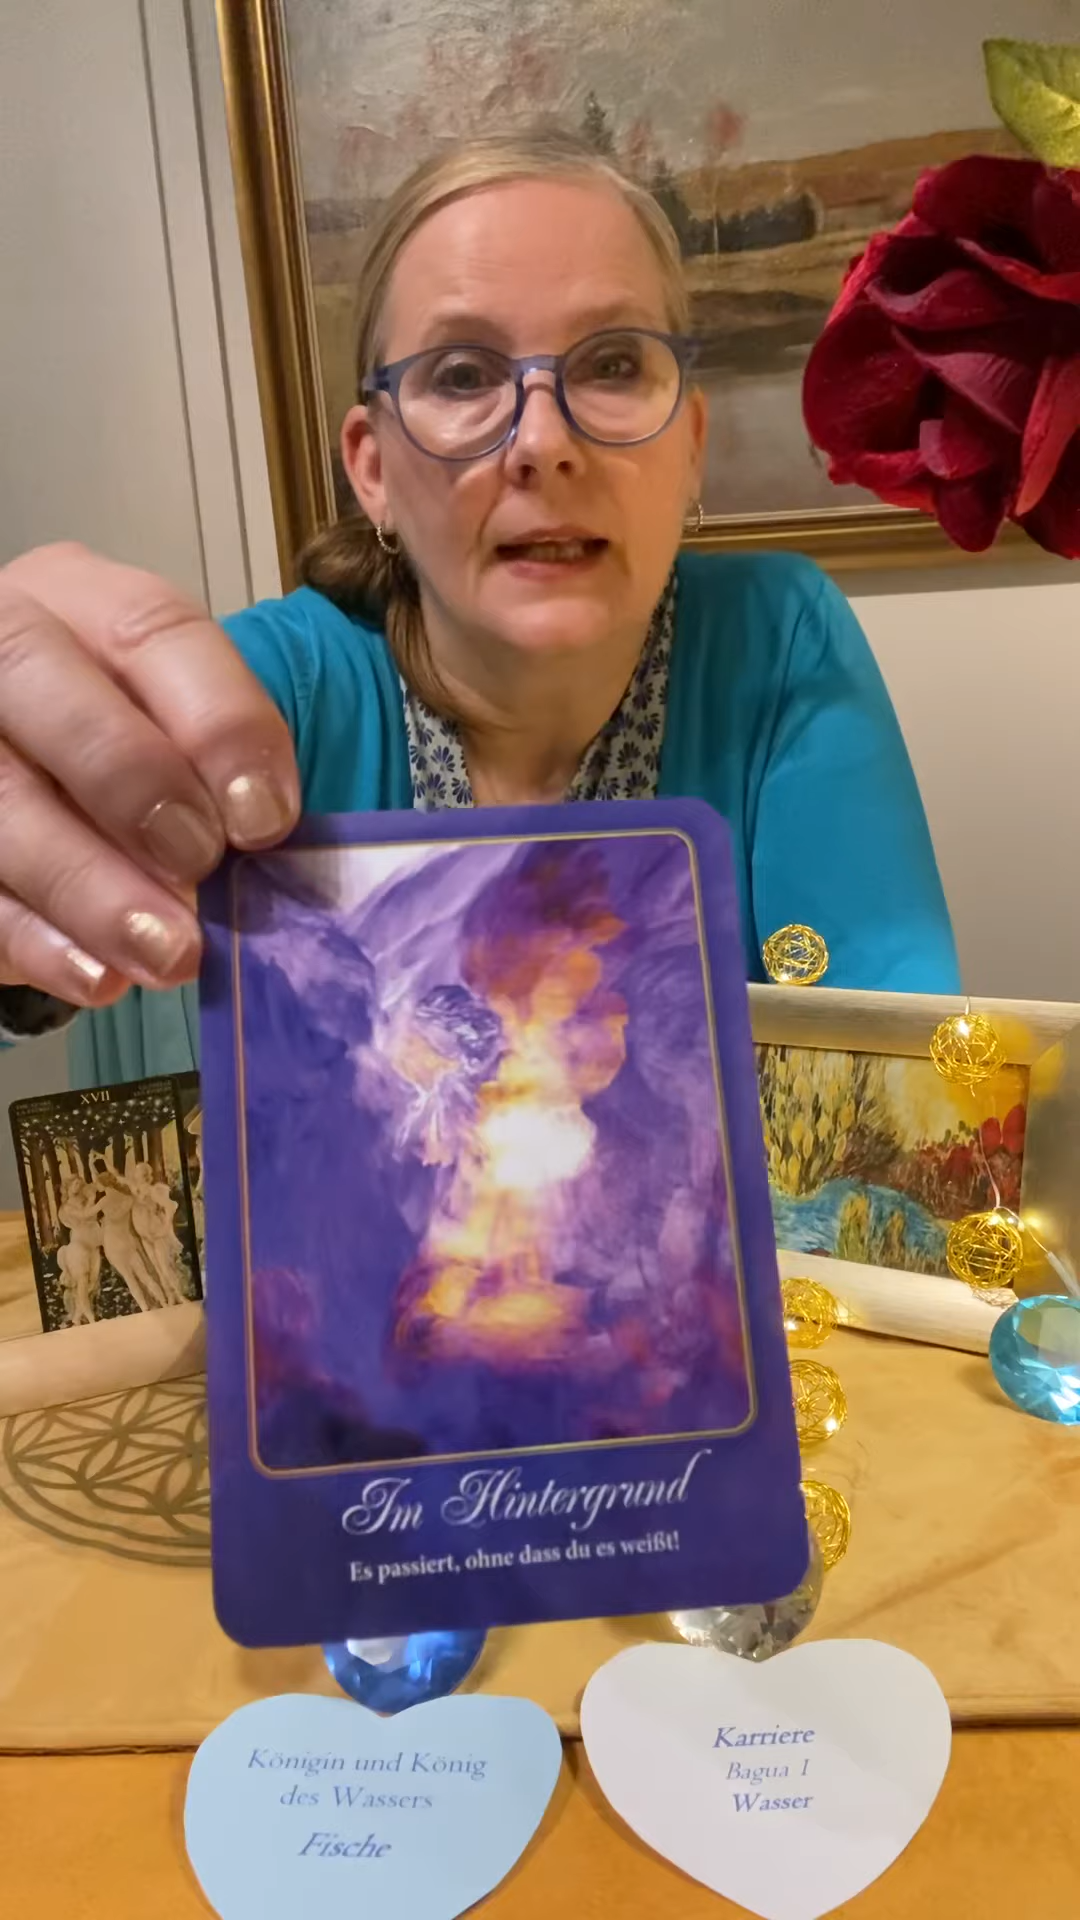 XVII
Im Hintergrund
Es passiert, ohne dass du es weißt!
Königin und König
des Wassers
Fische
Karriere
Bagua 1
Wasser